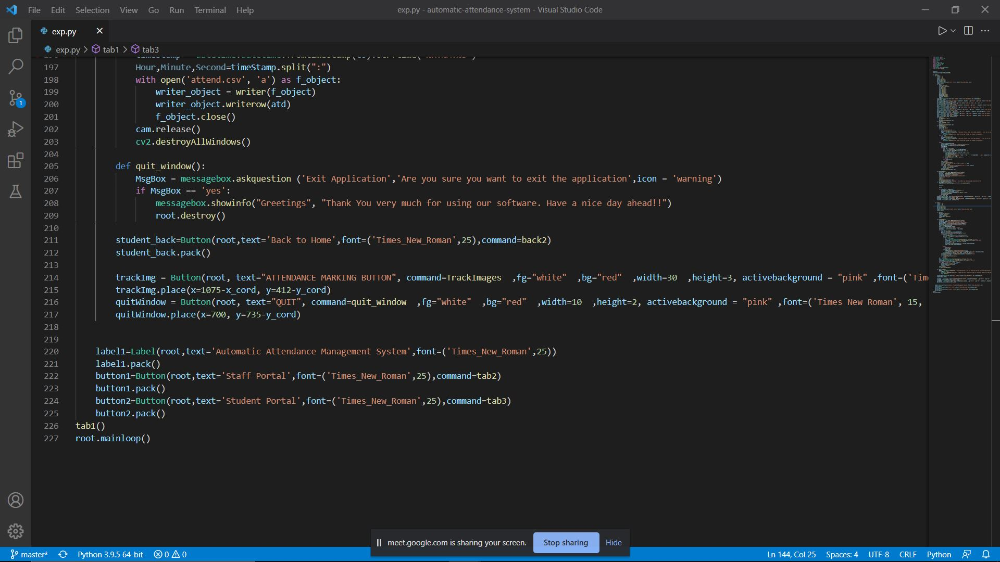 File Edit Selection View Go Run Terminal Help
exp.py - automatic-attendance-system - Visual Studio Code
exp.py
exp.py > tab1 > tab3
197 Hour,Minute,Second=timeStamp.split(":")
198 with open('attend.csv', 'a') as f_object:
199 writer_object = writer(f_object)
200 writer_object.writerow(atd)
201 f_object.close()
202 cam.release()
203 cv2.destroyAllWindows()
204
205 def quit_window():
206 MsgBox = messagebox.askquestion ('Exit Application','Are you sure you want to exit the application',icon = 'warning')
207 if MsgBox == 'yes':
208 messagebox.showinfo("Greetings", "Thank You very much for using our software. Have a nice day ahead!!")
209 root.destroy()
210
211 student_back=Button(root,text='Back to Home',font=('Times_New_Roman',25),command=back2)
212 student_back.pack()
213
214 trackImg = Button(root, text="ATTENDANCE MARKING BUTTON", command=TrackImages ,fg="white" ,bg="red" ,width=30 ,height=3, activebackground = "pink" ,font=('Tim
215 trackImg.place(x=1075-x_cord, y=412-y_cord)
216 quitWindow = Button(root, text="QUIT", command=quit_window ,fg="white" ,bg="red" ,width=10 ,height=2, activebackground = "pink" ,font=('Times New Roman', 15,
217 quitWindow.place(x=700, y=735-y_cord)
218
219
220 label1=Label(root,text='Automatic Attendance Management System',font=('Times_New_Roman',25))
221 label1.pack()
222 button1=Button(root,text='Staff Portal',font=('Times_New_Roman',25),command=tab2)
223 button1.pack()
224 button2=Button(root,text='Student Portal',font=('Times_New_Roman',25),command=tab3)
225 button2.pack()
226 tab1()
227 root.mainloop()
1
meet.google.com is sharing your screen. Stop sharing Hide
master* Python 3.9.5 64-bit 0 0 Ln 144, Col 25 Spaces: 4 UTF-8 CRLF Python